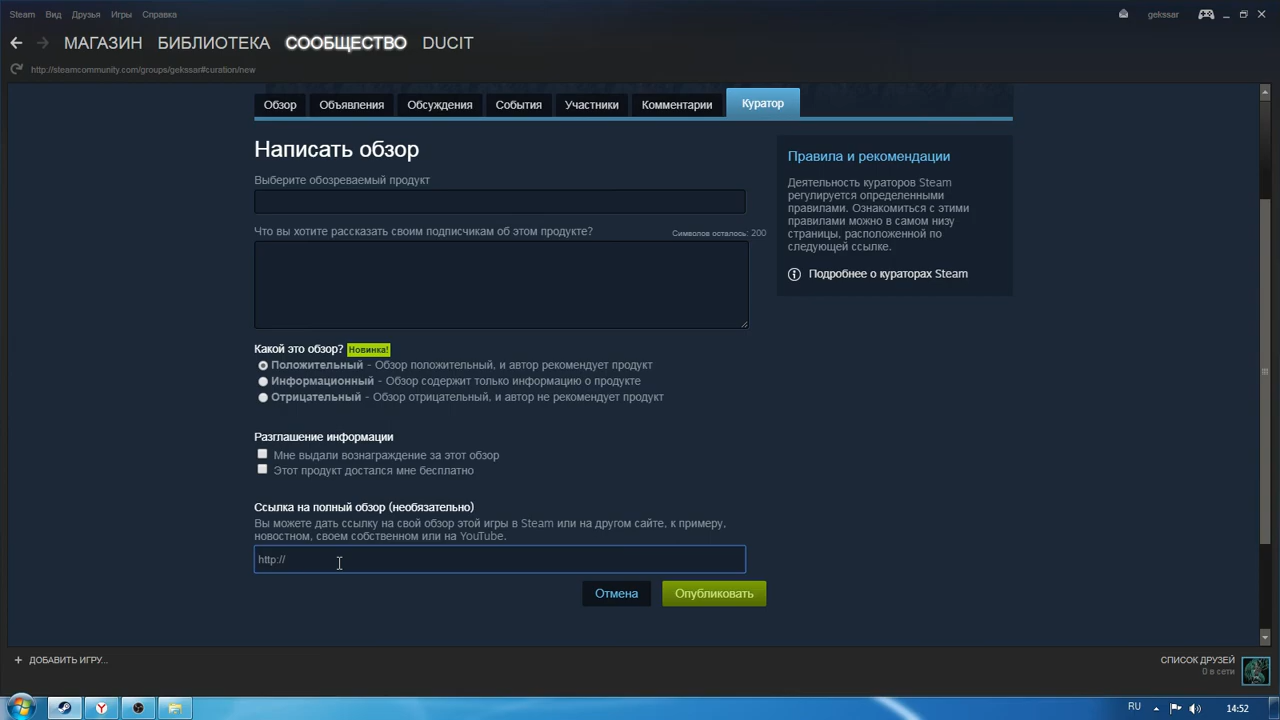 Steam Вид Друзья Игры Справка gekssar
МАГАЗИН БИБЛИОТЕКА СООБЩЕСТВО DUCIT
http://steamcommunity.com/groups/gekssar#curation/new
Обзор Объявления Обсуждения События Участники Комментарии Куратор
Написать обзор
Выберите обозреваемый продукт
Что вы хотите рассказать своим подписчикам об этом продукте? Символов осталось: 200
Какой это обзор? Новинка!
Положительный - Обзор положительный, и автор рекомендует продукт
Информационный - Обзор содержит только информацию о продукте
Отрицательный - Обзор отрицательный, и автор не рекомендует продукт
Разглашение информации
Мне выдали вознаграждение за этот обзор
Этот продукт достался мне бесплатно
Ссылка на полный обзор (необязательно)
Вы можете дать ссылку на свой обзор этой игры в Steam или на другом сайте, к примеру,
новостном, своем собственном или на YouTube.
http://
Отмена Опубликовать
Правила и рекомендации
Деятельность кураторов Steam
регулируется определенными
правилами. Ознакомиться с этими
правилами можно в самом низу
страницы, расположенной по
следующей ссылке.
Подробнее о кураторах Steam
+ ДОБАВИТЬ ИГРУ...
СПИСОК ДРУЗЕЙ
0 в сети
RU 14:52